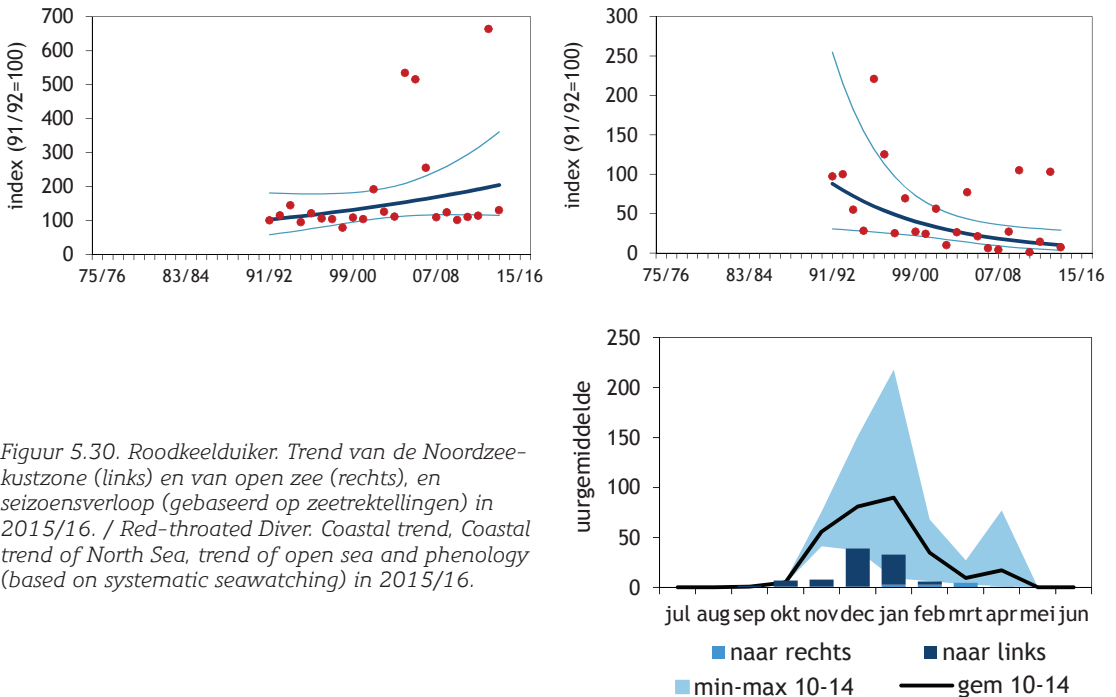 700
600
500
400
300
200
100
0
index (91/92=100)
75/76 83/84 91/92 99/00 07/08 15/16
300
250
200
150
100
50
0
index (91/92=100)
75/76 83/84 91/92 99/00 07/08 15/16
Figuur 5.30. Roodkeelduiker. Trend van de Noordzee-
kustzone (links) en van open zee (rechts), en
seizoensverloop (gebaseerd op zeetrektellingen) in
2015/16. / Red-throated Diver. Coastal trend, Coastal
trend of North Sea, trend of open sea and phenology
(based on systematic seawatching) in 2015/16.
250
200
150
100
50
0
uurgemiddelde
jul aug sep okt nov dec jan feb mrt apr mei jun
naar rechts naar links
min-max 10-14 gem 10-14